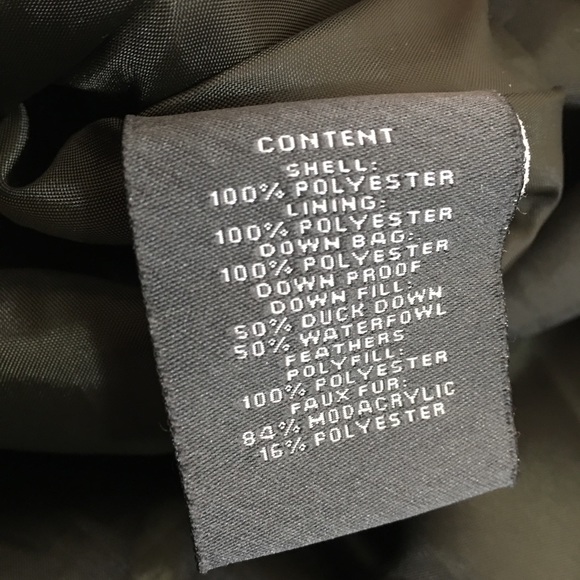 CONTENT
SHELL:
100% POLYESTER
LINING:
100% POLYESTER
DOWN BAG:
100% POLYESTER
DOWN PROOF
DOWN FILL:
50% DUCK DOWN
50% WATERFOWL
FEATHERS
POLYFILL:
100% POLYESTER
FAUX FUR:
84% MODACRYLIC
16% POLYESTER